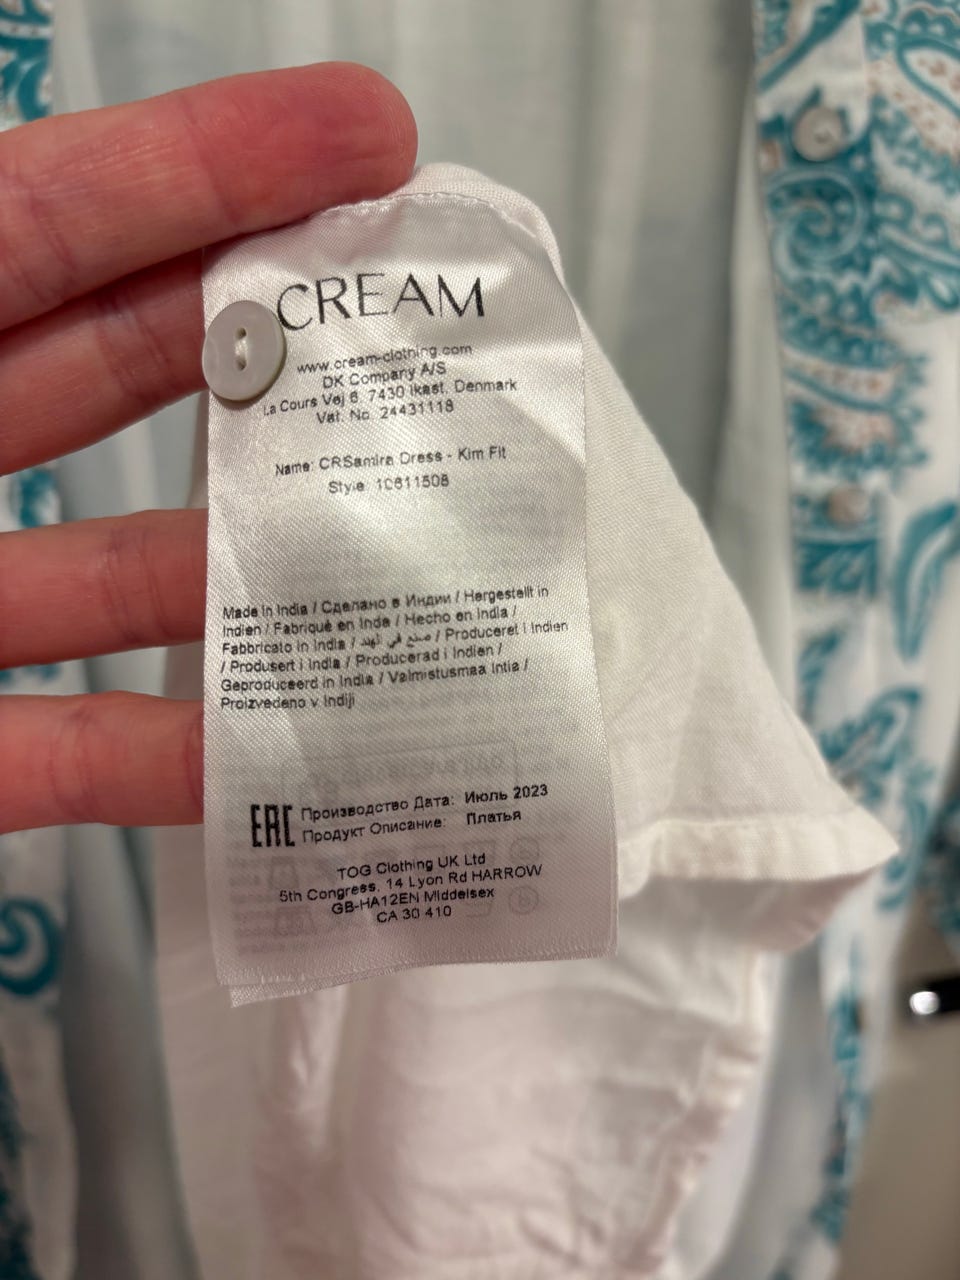 CREAM
www.cream-clothing.com
DK Company A/S
La Cours Vej 6, 7430 Ikast, Denmark
Vat. No. 24431118
Name: CRSamira Dress - Kim Fit
Style 10611508
Made in India / Сделано в Индии / Hergestellt in
Indien / Fabriqué en Inde / Hecho en India /
Fabbricato in India / صنع في الهند / Produceret i Indien
/ Produsert i India / Producerad i Indien /
Geproduceerd in India / Valmistusmaa Intia /
Proizvedeno v Indiji
EAC Производство Дата: Июль 2023
Продукт Описание: Платья
TOG Clothing UK Ltd
5th Congress, 14 Lyon Rd HARROW
GB-HA12EN Middelsex
CA 30 410